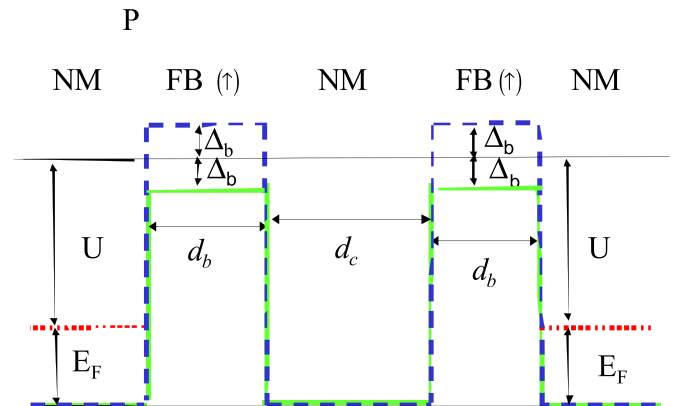 P
NM FB (↑) NM FB (↑) NM
Δb Δb
Δb Δb
U U
db dc db
EF EF